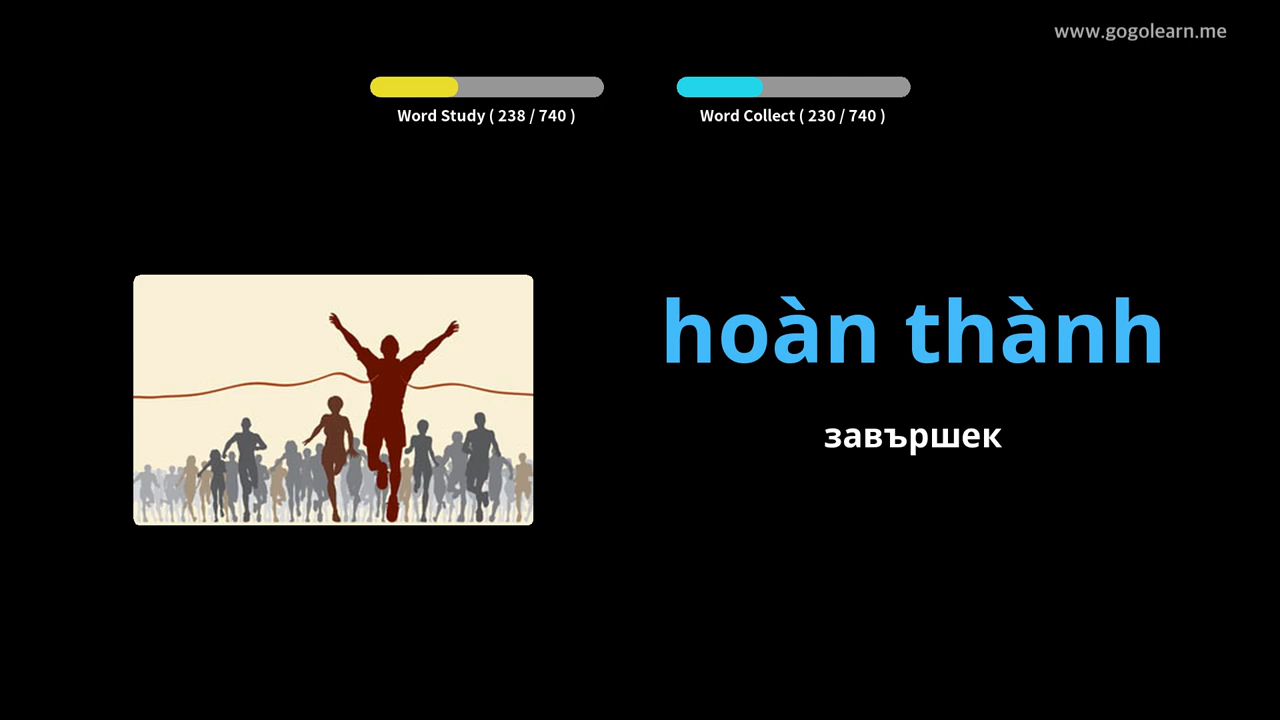 www.gogolearn.me
Word Study ( 238 / 740 )
Word Collect ( 230 / 740 )
hoàn thành
завършек